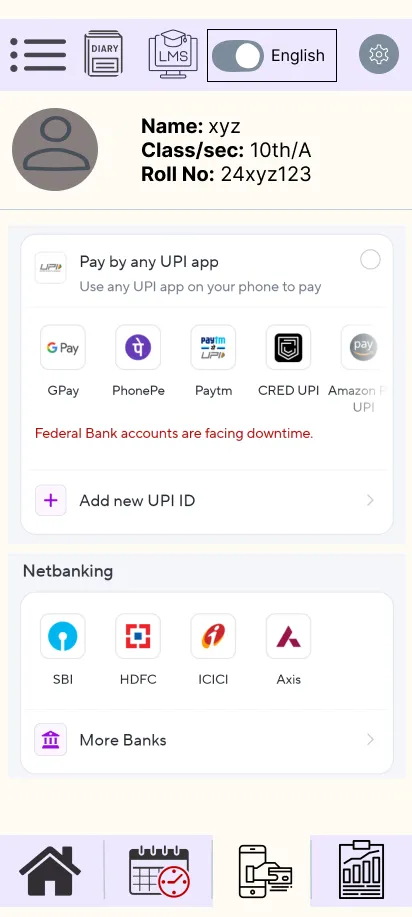 DIARY
LMS
English
Name: xyz
Class/sec: 10th/A
Roll No: 24xyz123
UPI
Pay by any UPI app
Use any UPI app on your phone to pay
G Pay
पे
paytm
UPI
pay
GPay
PhonePe
Paytm
CRED UPI
Amazon P
UPI
Federal Bank accounts are facing downtime.
Add new UPI ID
Netbanking
SBI
HDFC
ICICI
Axis
More Banks